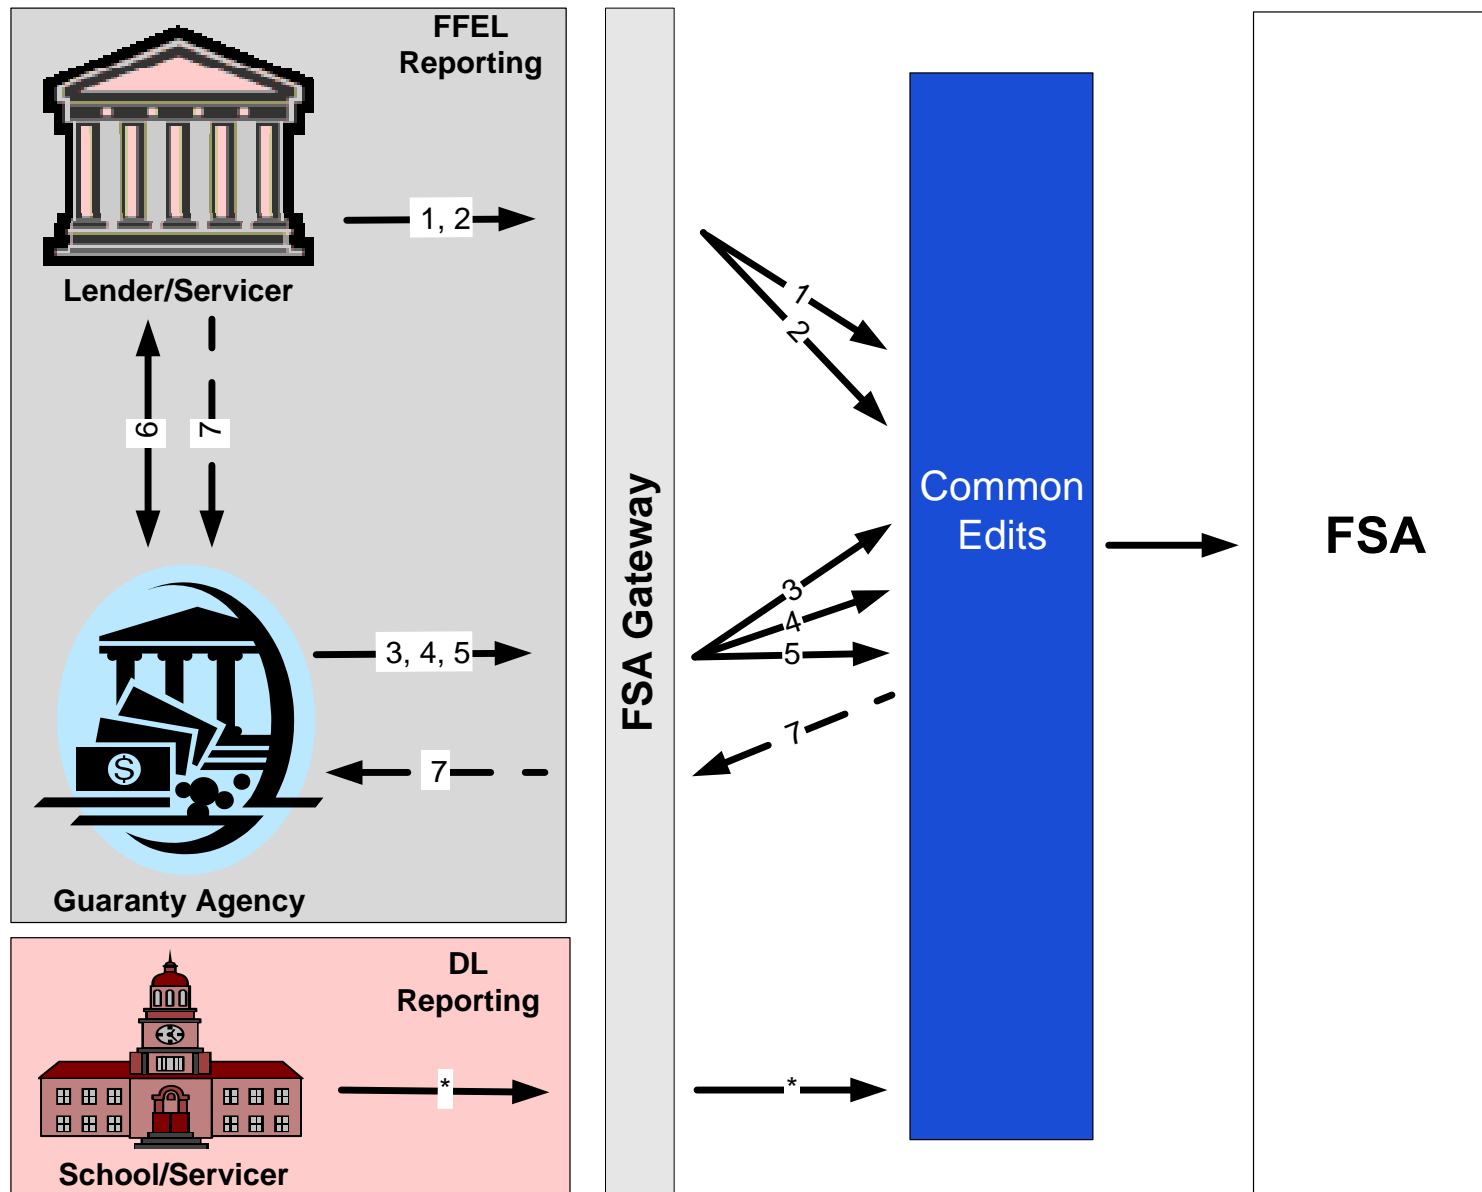 FFEL
Reporting
1, 2
Lender/Servicer
6
7
3, 4, 5
7
$
Guaranty Agency
DL
Reporting
*
School/Servicer
FSA Gateway
1
2
3
4
5
7
*
Common
Edits
FSA